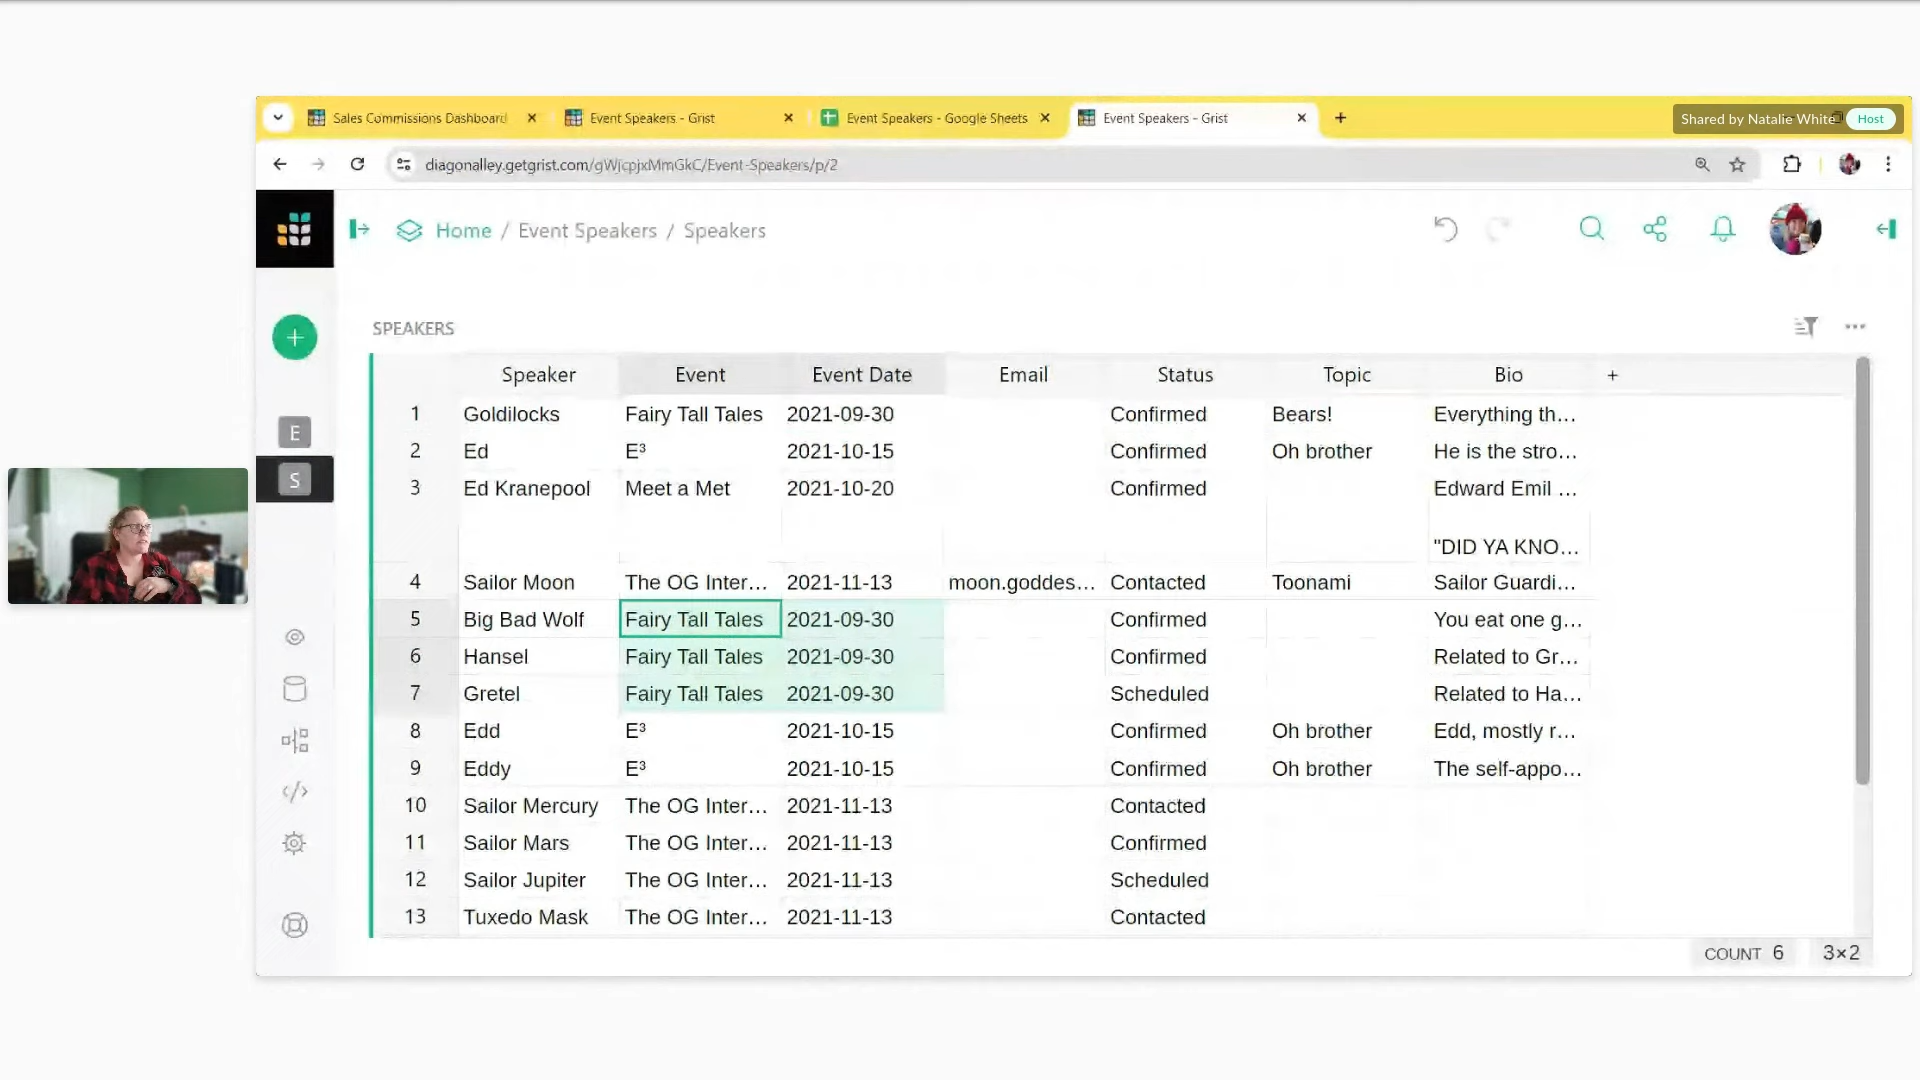 Sales Commissions Dashboard
Event Speakers - Grist
Event Speakers - Google Sheets
Event Speakers - Grist
Shared by Natalie White
Host
diagonalley.getgrist.com/gWjcpjxMmGkC/Event-Speakers/p/2
Home / Event Speakers / Speakers
SPEAKERS
Speaker Event Event Date Email Status Topic Bio +
1 Goldilocks Fairy Tall Tales 2021-09-30 Confirmed Bears! Everything th...
2 Ed E³ 2021-10-15 Confirmed Oh brother He is the stro...
3 Ed Kranepool Meet a Met 2021-10-20 Confirmed Edward Emil ...
"DID YA KNO...
4 Sailor Moon The OG Inter... 2021-11-13 moon.goddes... Contacted Toonami Sailor Guardi...
5 Big Bad Wolf Fairy Tall Tales 2021-09-30 Confirmed You eat one g...
6 Hansel Fairy Tall Tales 2021-09-30 Confirmed Related to Gr...
7 Gretel Fairy Tall Tales 2021-09-30 Scheduled Related to Ha...
8 Edd E³ 2021-10-15 Confirmed Oh brother Edd, mostly r...
9 Eddy E³ 2021-10-15 Confirmed Oh brother The self-appo...
10 Sailor Mercury The OG Inter... 2021-11-13 Contacted
11 Sailor Mars The OG Inter... 2021-11-13 Confirmed
12 Sailor Jupiter The OG Inter... 2021-11-13 Scheduled
13 Tuxedo Mask The OG Inter... 2021-11-13 Contacted
E
S
COUNT 6 3×2